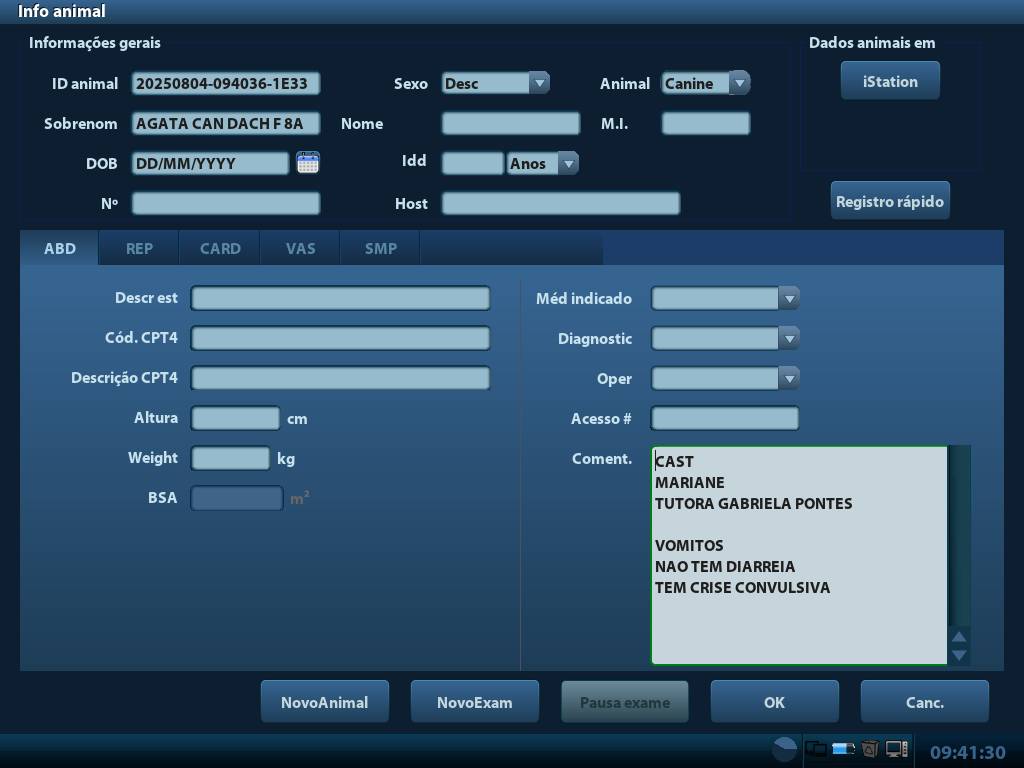 Info animal
Informações gerais
Dados animais em
ID animal 20250804-094036-1E33 Sexo Desc Animal Canine
iStation
Sobrenom AGATA CAN DACH F 8A Nome M.I.
DOB DD/MM/YYYY Idd Anos
Nº Host
Registro rápido
ABD REP CARD VAS SMP
Descr est Méd indicado
Cód. CPT4 Diagnostic
Descrição CPT4 Oper
Altura cm Acesso #
Weight kg Coment.
BSA m²
CAST
MARIANE
TUTORA GABRIELA PONTES
VOMITOS
NAO TEM DIARREIA
TEM CRISE CONVULSIVA
NovoAnimal NovoExam Pausa exame OK Canc.
09:41:30